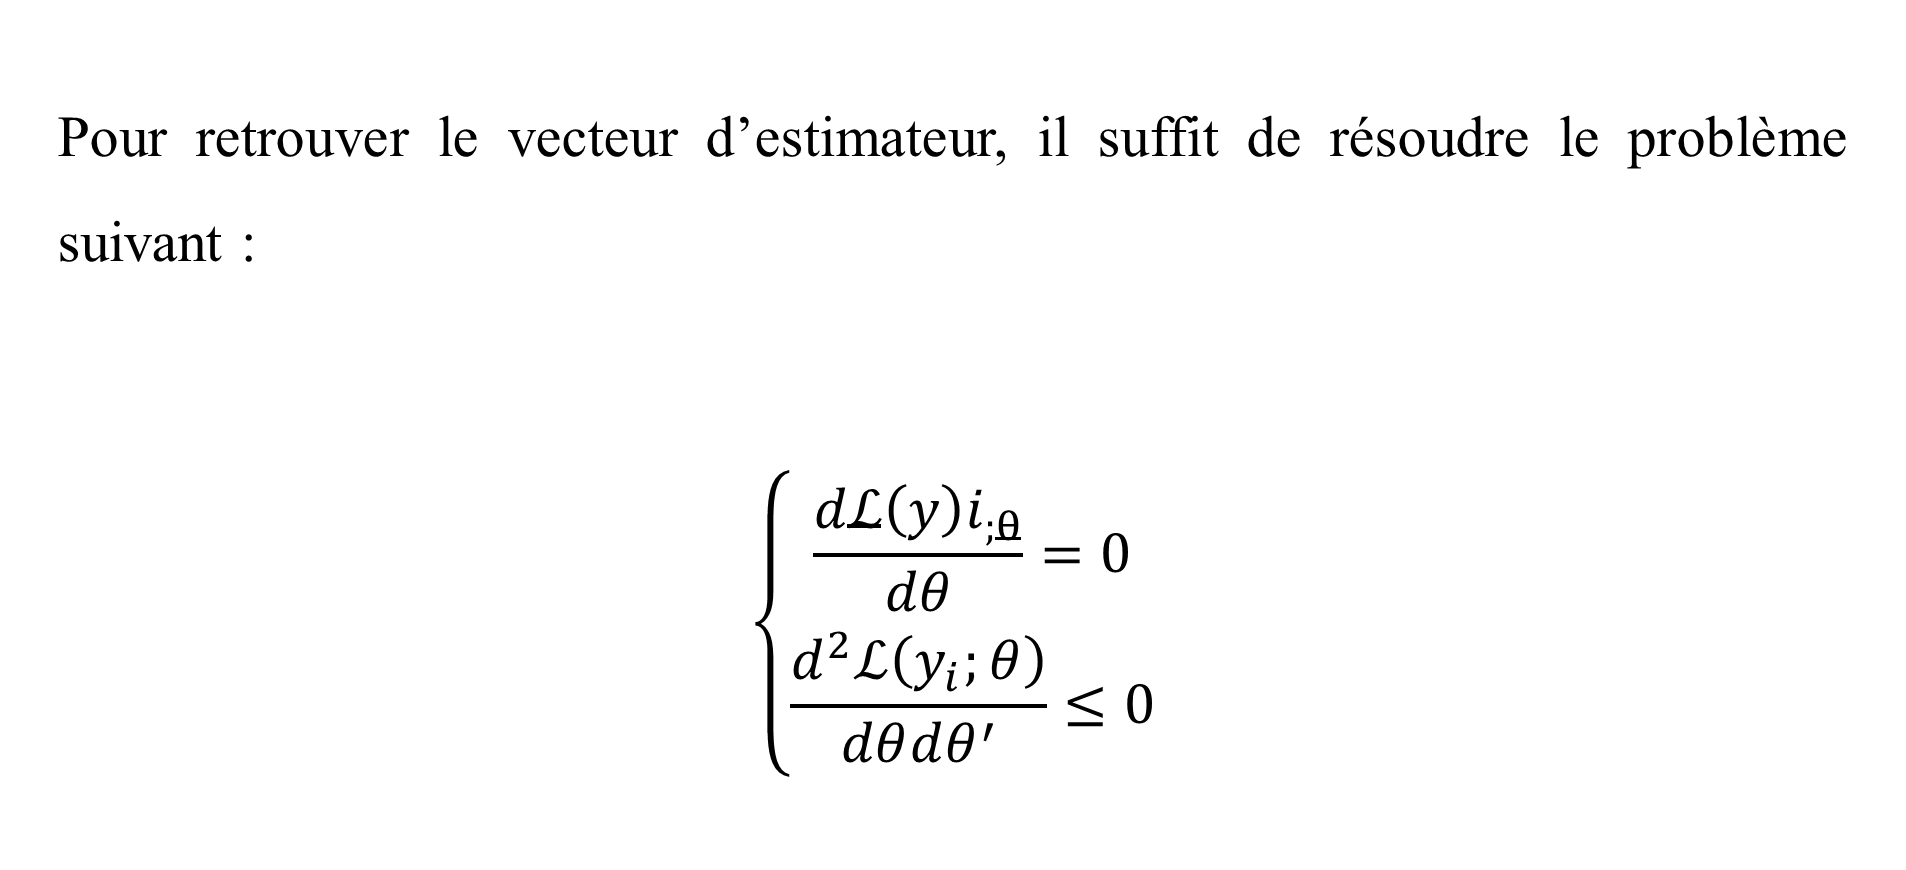 Pour retrouver le vecteur d’estimateur, il suffit de résoudre le problème
suivant :
dℒ(y)i;θ
dθ
= 0
d²ℒ(yᵢ; θ)
dθdθ′
≤ 0